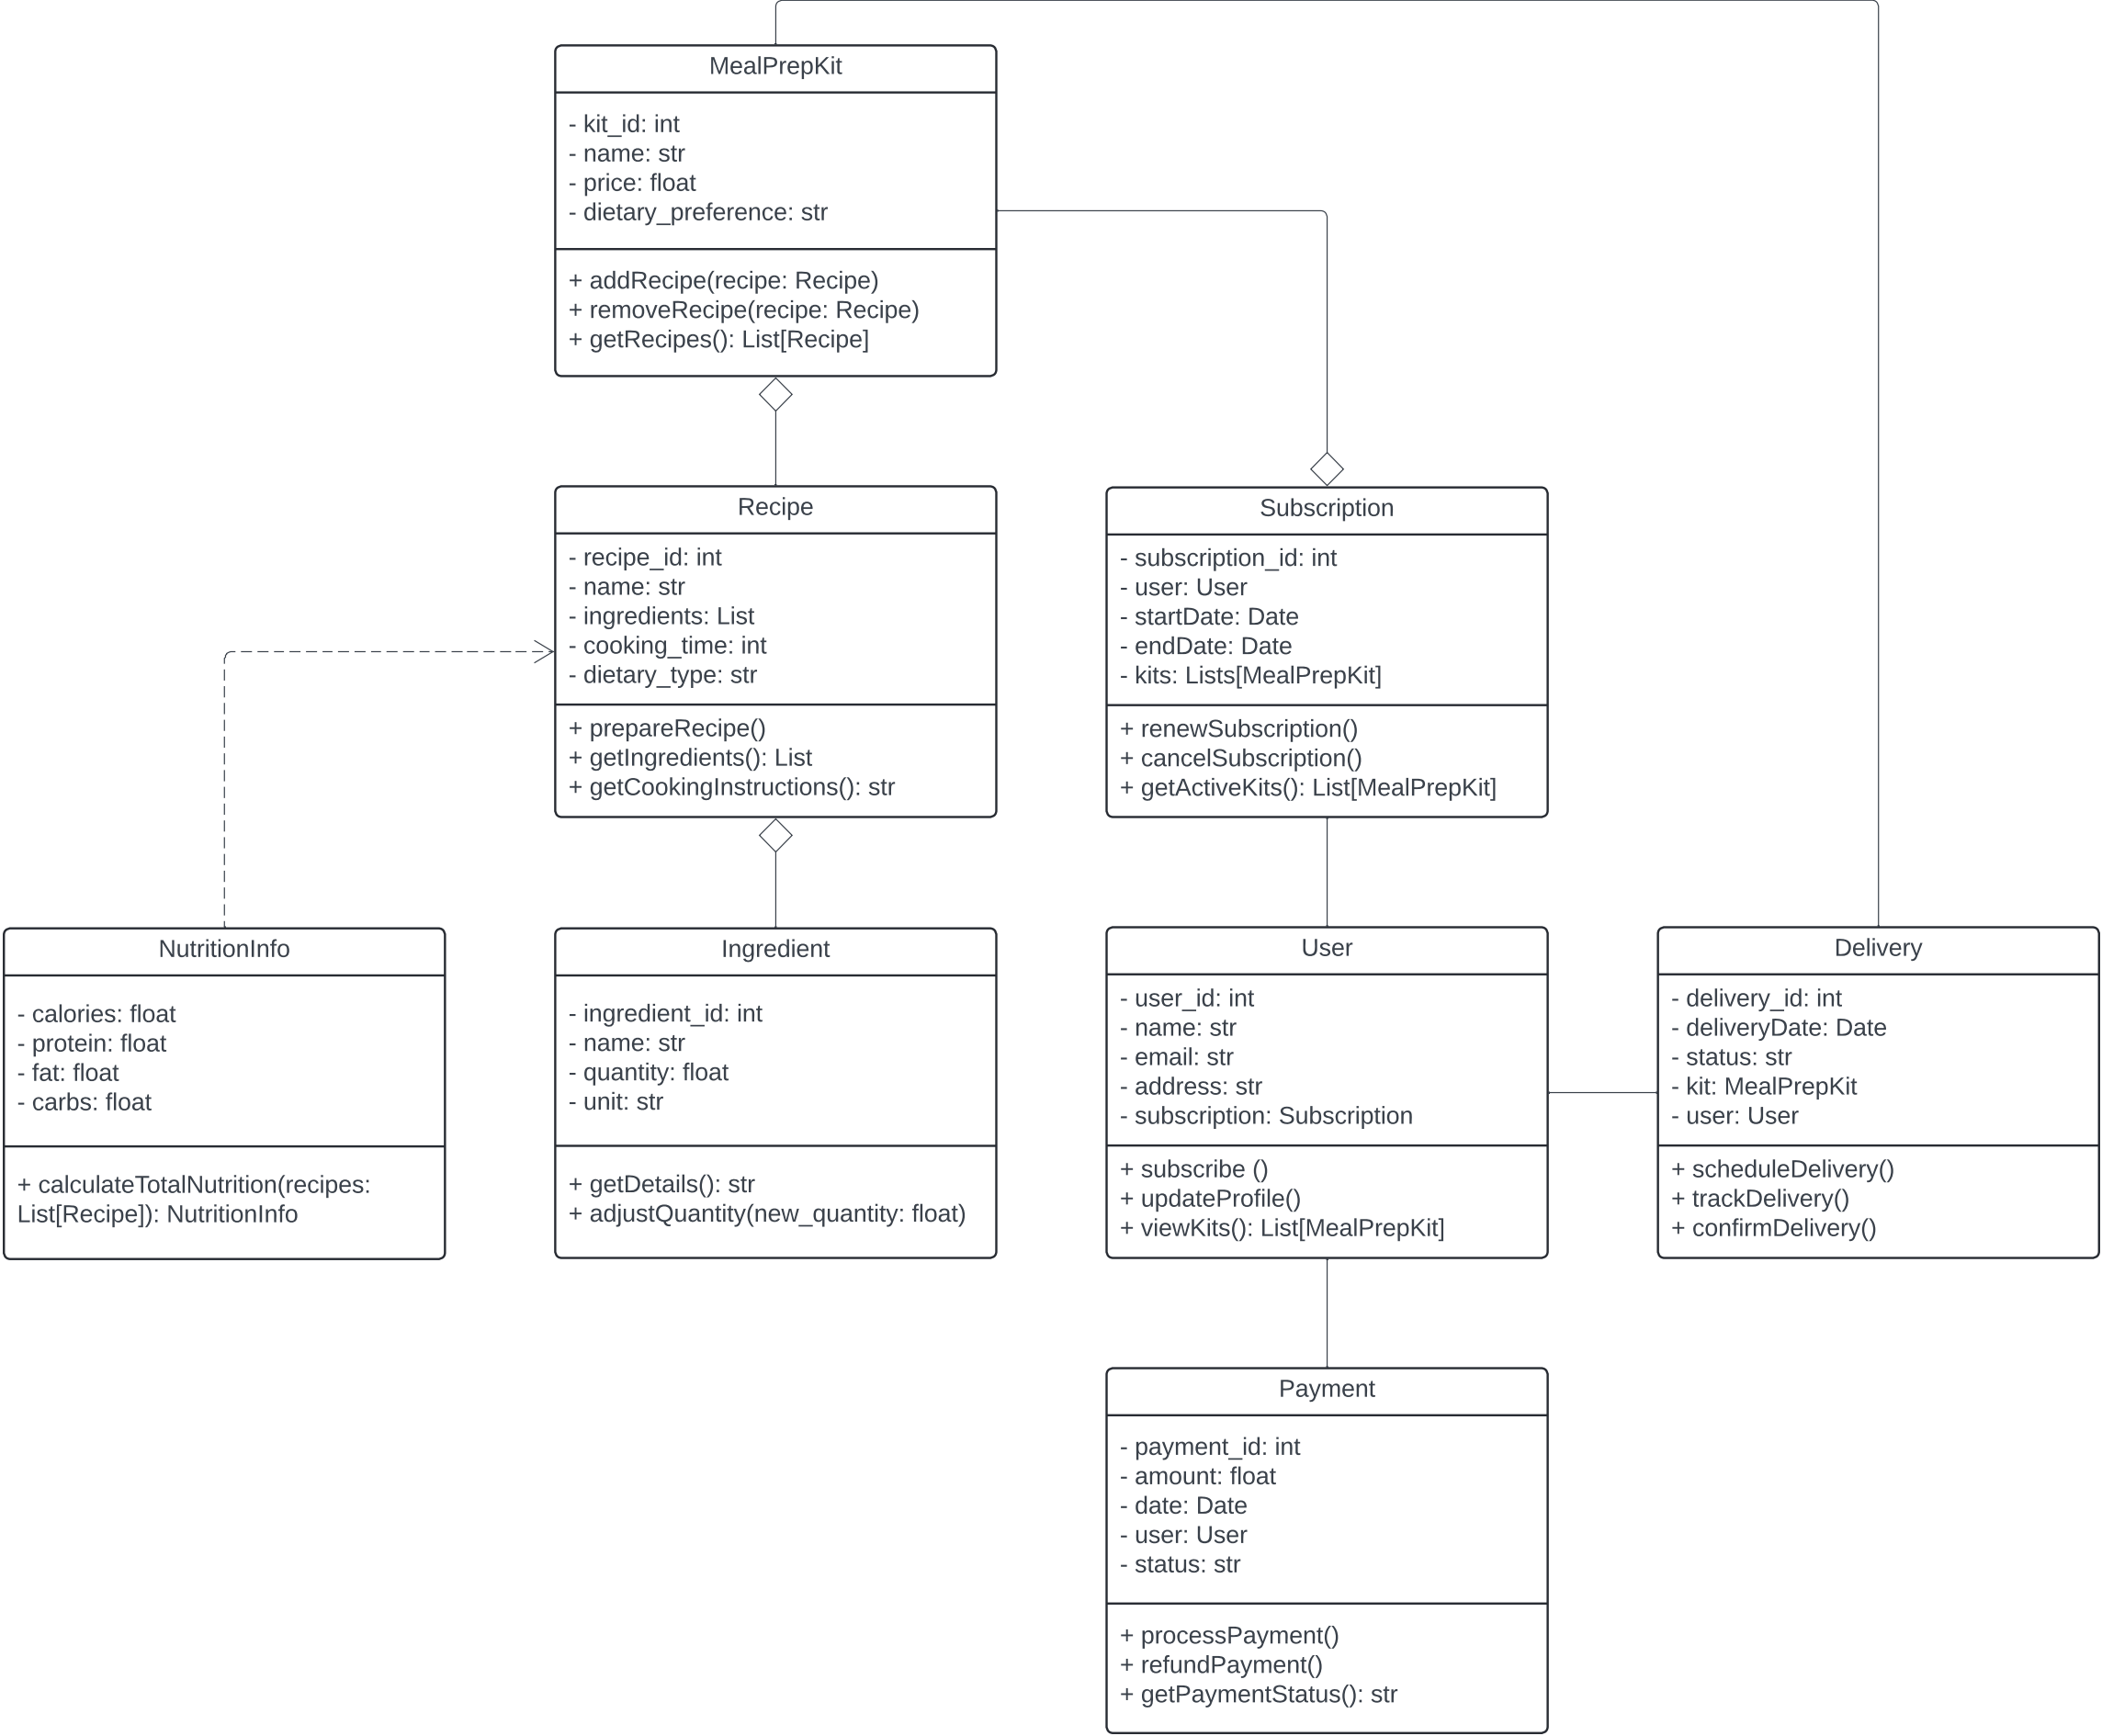 MealPrepKit
- kit_id: int
- name: str
- price: float
- dietary_preference: str
+ addRecipe(recipe: Recipe)
+ removeRecipe(recipe: Recipe)
+ getRecipes(): List[Recipe]
Recipe
- recipe_id: int
- name: str
- ingredients: List
- cooking_time: int
- dietary_type: str
+ prepareRecipe()
+ getIngredients(): List
+ getCookingInstructions(): str
Subscription
- subscription_id: int
- user: User
- startDate: Date
- endDate: Date
- kits: Lists[MealPrepKit]
+ renewSubscription()
+ cancelSubscription()
+ getActiveKits(): List[MealPrepKit]
NutritionInfo
- calories: float
- protein: float
- fat: float
- carbs: float
+ calculateTotalNutrition(recipes:
List[Recipe]): NutritionInfo
Ingredient
- ingredient_id: int
- name: str
- quantity: float
- unit: str
+ getDetails(): str
+ adjustQuantity(new_quantity: float)
User
- user_id: int
- name: str
- email: str
- address: str
- subscription: Subscription
+ subscribe ()
+ updateProfile()
+ viewKits(): List[MealPrepKit]
Delivery
- delivery_id: int
- deliveryDate: Date
- status: str
- kit: MealPrepKit
- user: User
+ scheduleDelivery()
+ trackDelivery()
+ confirmDelivery()
Payment
- payment_id: int
- amount: float
- date: Date
- user: User
- status: str
+ processPayment()
+ refundPayment()
+ getPaymentStatus(): str